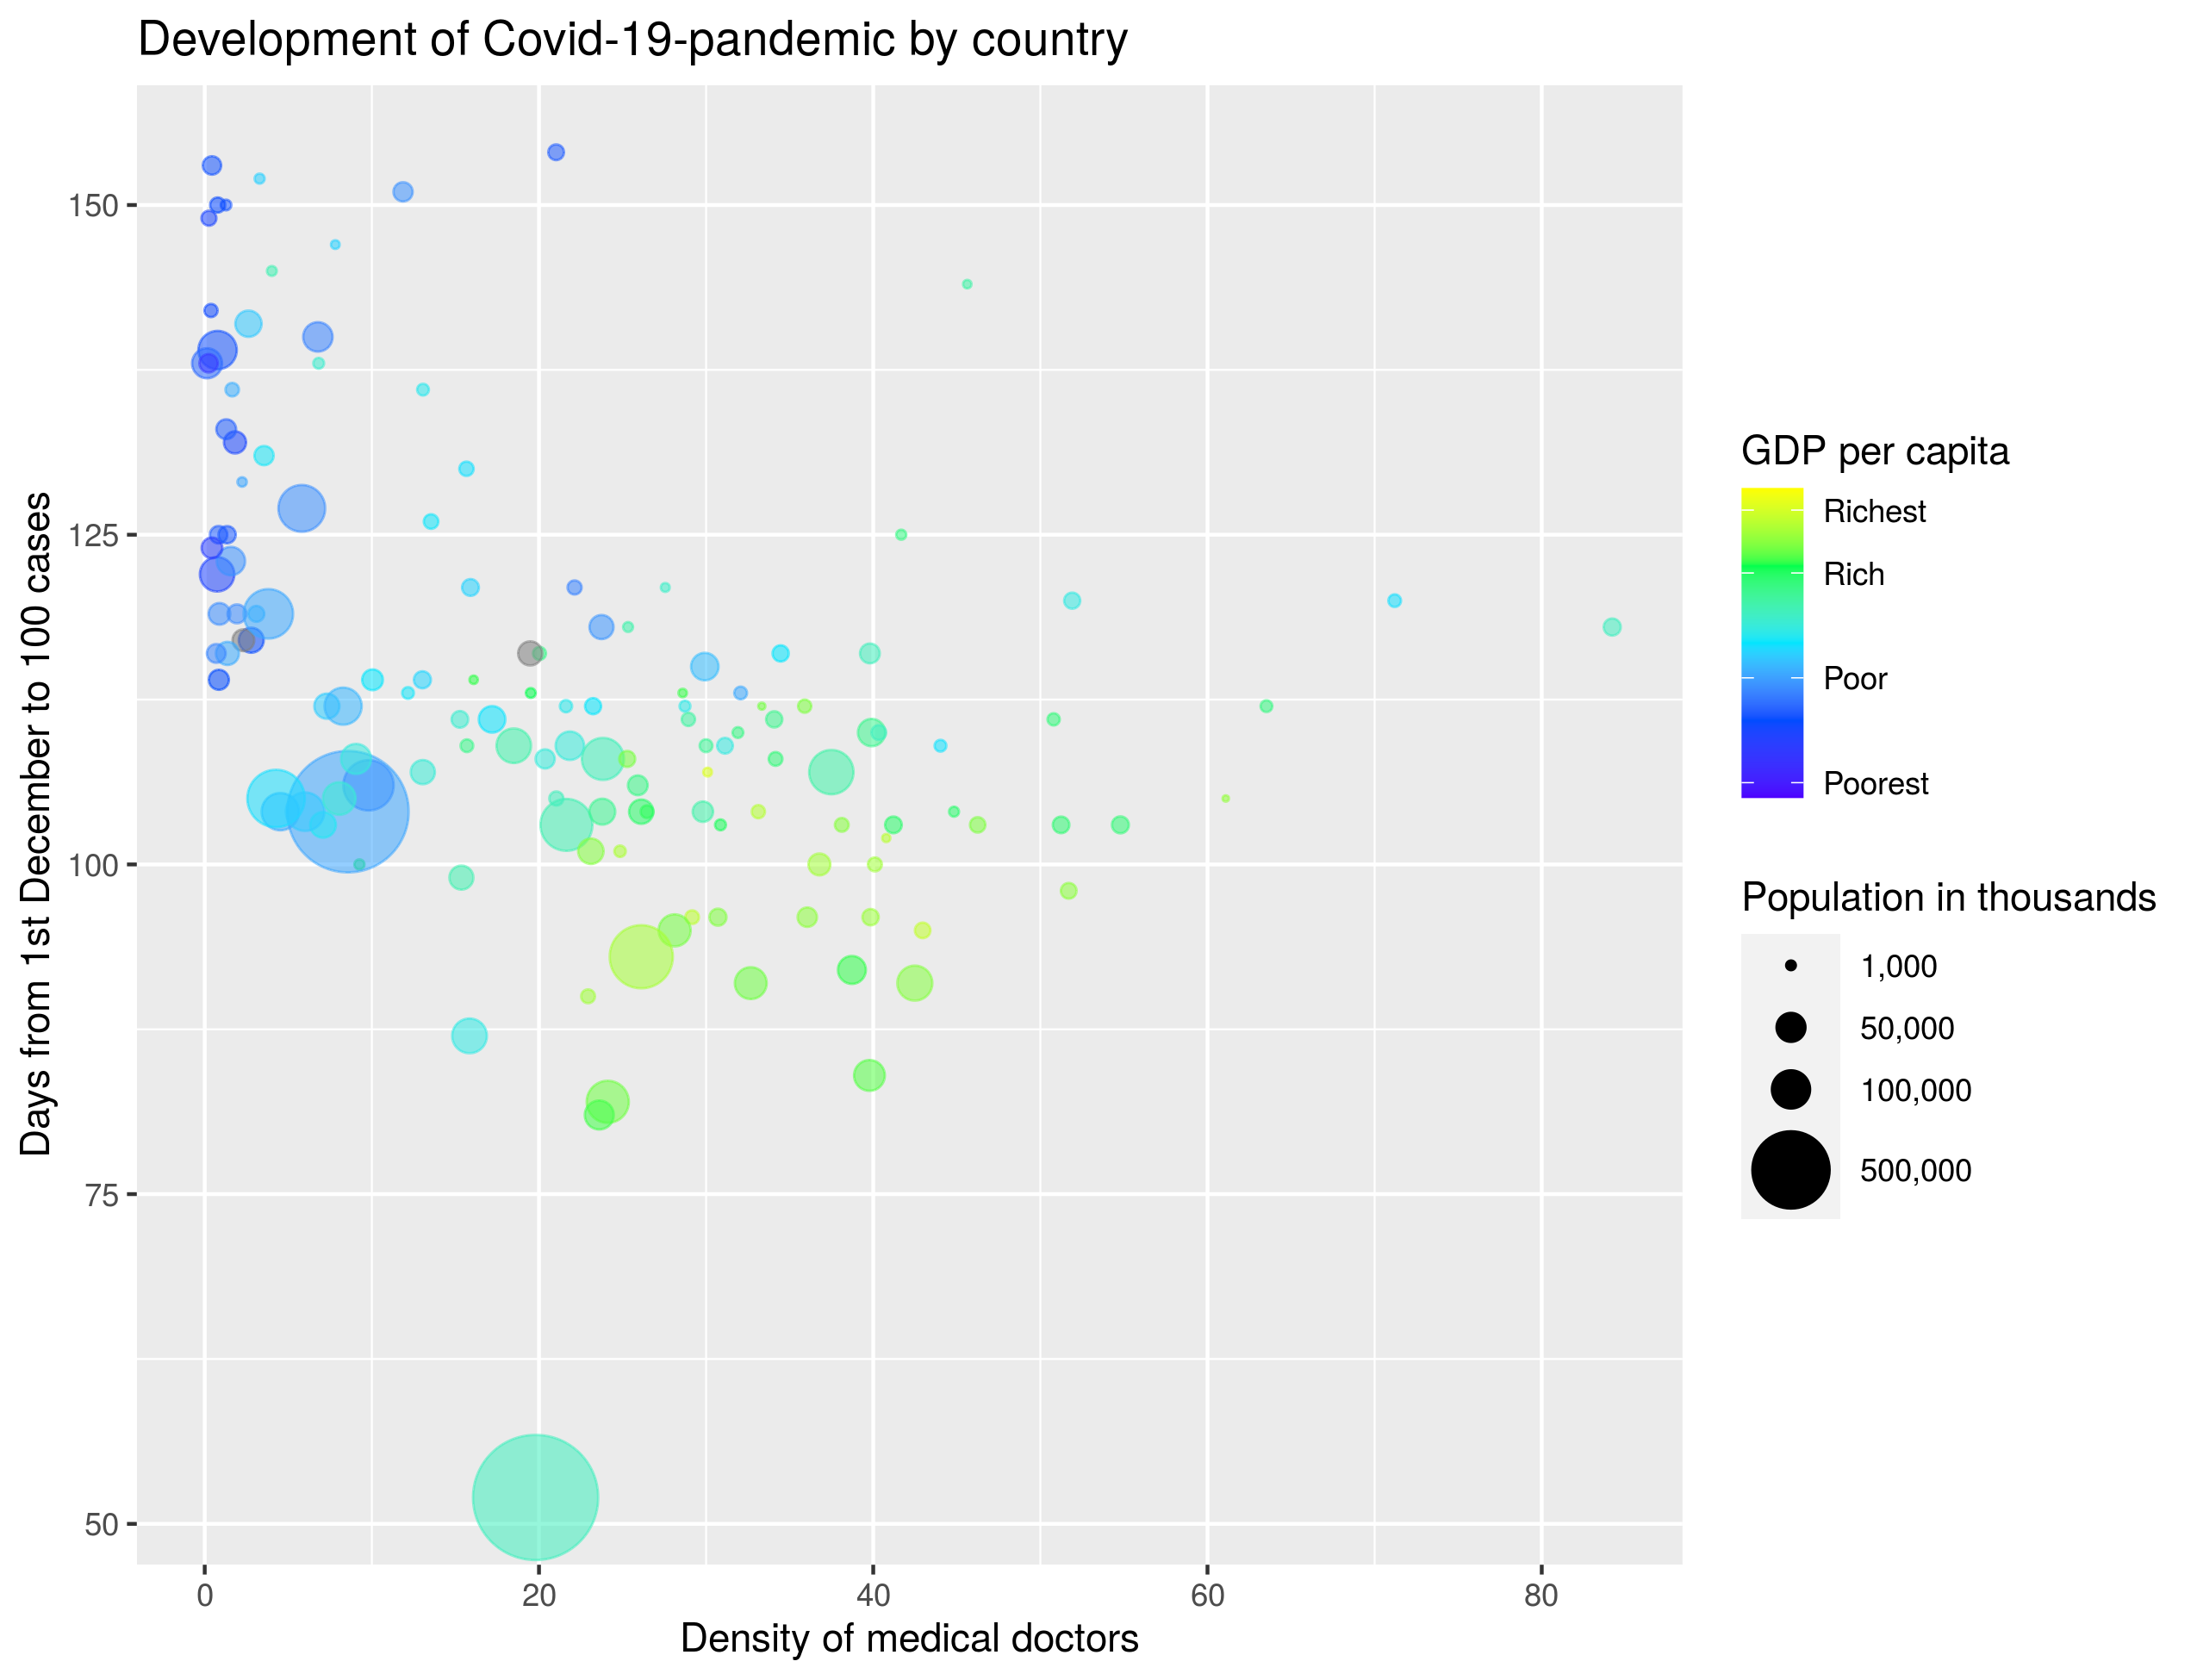 Development of Covid-19-pandemic by country
Days from 1st December to 100 cases
150
125
100
75
50
0
20
40
60
80
Density of medical doctors
GDP per capita
Richest
Rich
Poor
Poorest
Population in thousands
1,000
50,000
100,000
500,000